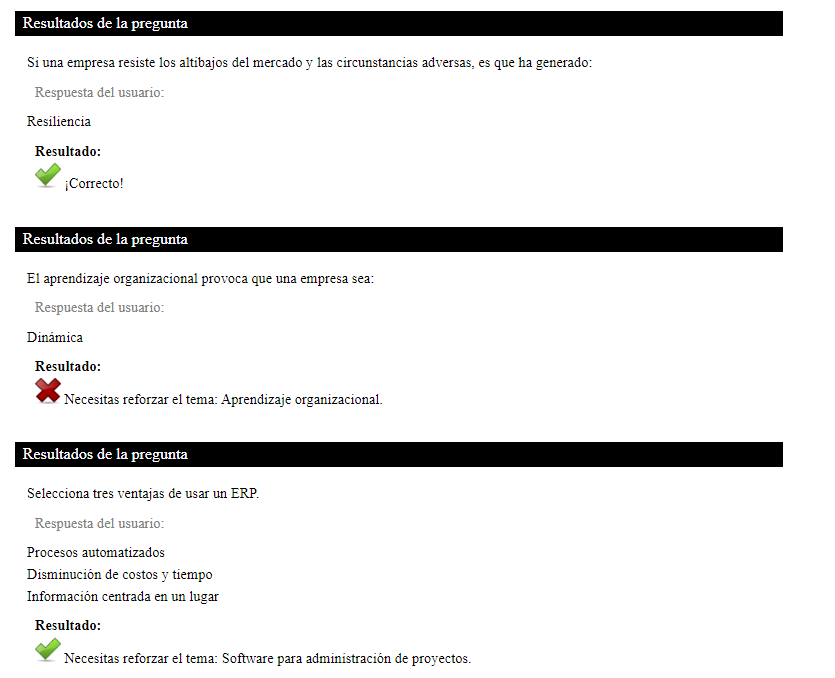 Resultados de la pregunta
Si una empresa resiste los altibajos del mercado y las circunstancias adversas, es que ha generado:
Respuesta del usuario:
Resiliencia
Resultado:
¡Correcto!
Resultados de la pregunta
El aprendizaje organizacional provoca que una empresa sea:
Respuesta del usuario:
Dinámica
Resultado:
Necesitas reforzar el tema: Aprendizaje organizacional.
Resultados de la pregunta
Selecciona tres ventajas de usar un ERP.
Respuesta del usuario:
Procesos automatizados
Disminución de costos y tiempo
Información centrada en un lugar
Resultado:
Necesitas reforzar el tema: Software para administración de proyectos.